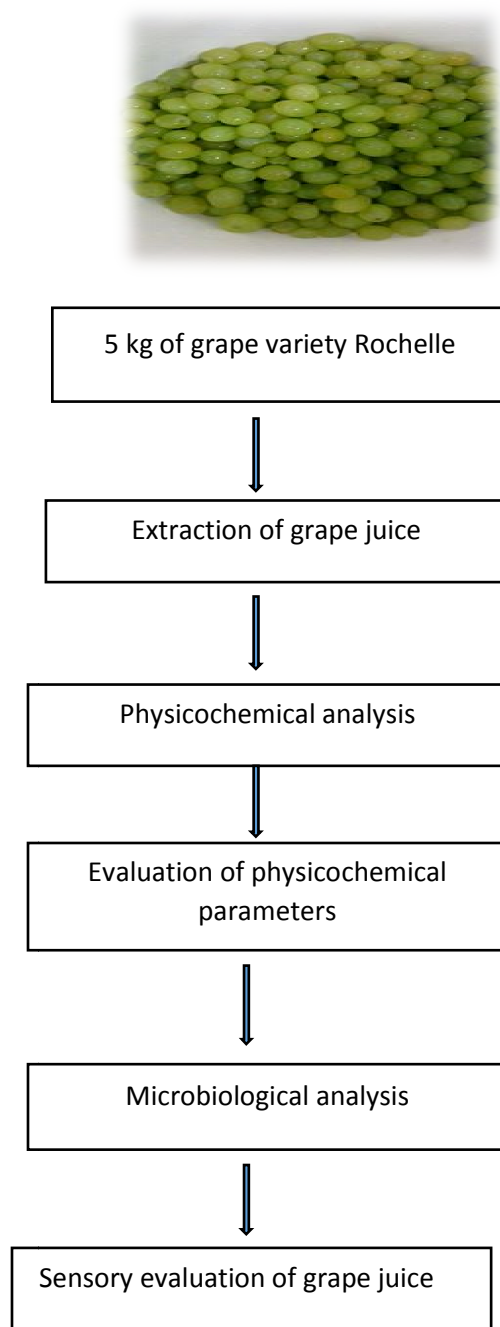 5 kg of grape variety Rochelle
Extraction of grape juice
Physicochemical analysis
Evaluation of physicochemical
parameters
Microbiological analysis
Sensory evaluation of grape juice